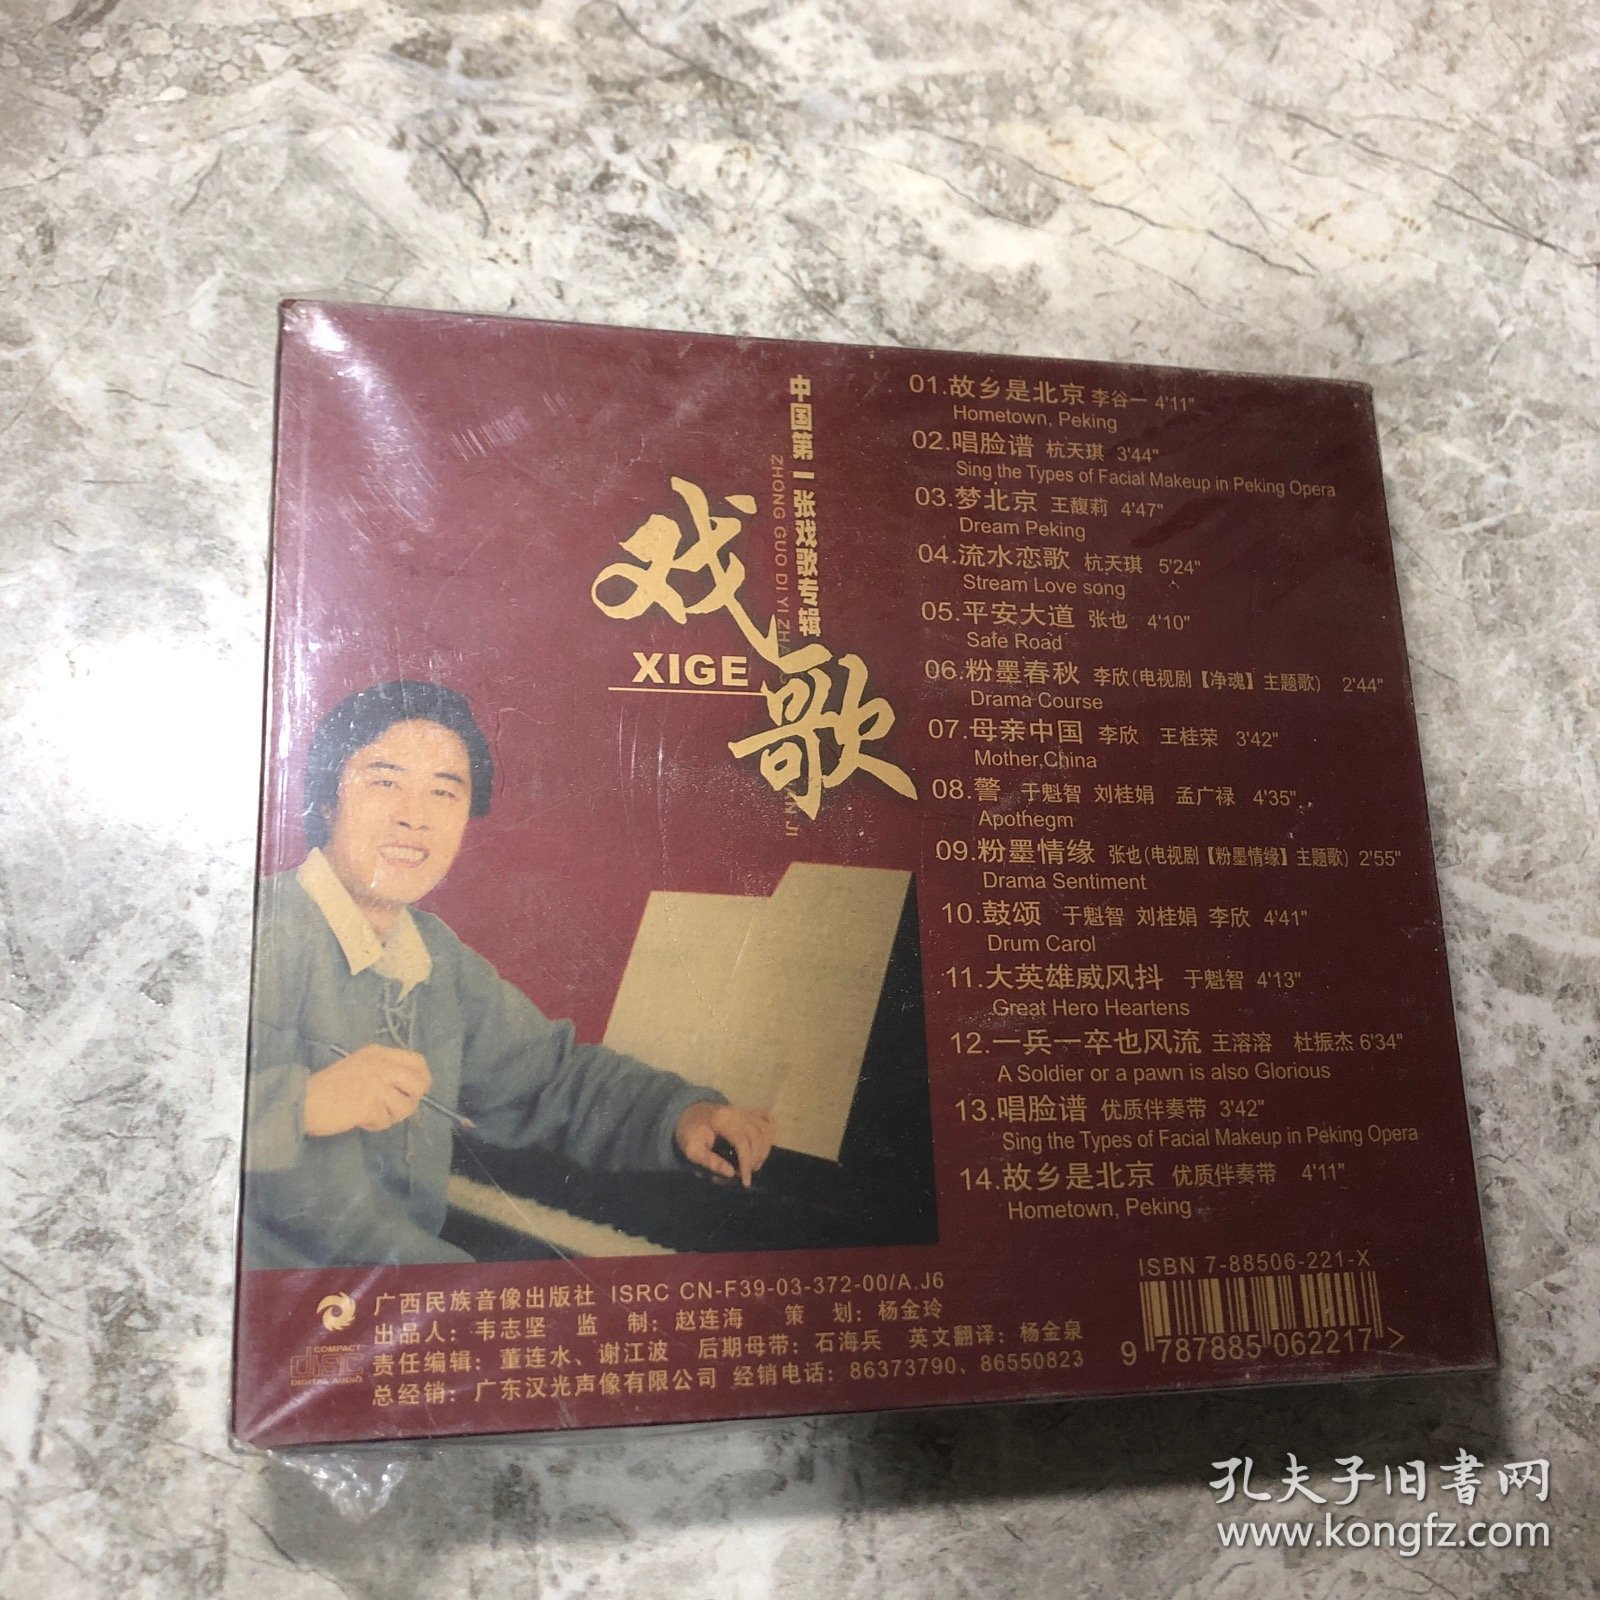 中国第一张戏歌专辑
戏歌
XIGE
01.故乡是北京 李谷一 4'11"
Hometown, Peking
02.唱脸谱 杭天琪 3'44"
Sing the Types of Facial Makeup in Peking Opera
03.梦北京 王馥莉 4'47"
Dream Peking
04.流水恋歌 杭天琪 5'24"
Stream Love song
05.平安大道 张也 4'10"
Safe Road
06.粉墨春秋 李欣(电视剧【净魂】主题歌) 2'44"
Drama Course
07.母亲中国 李欣 王桂荣 3'42"
Mother,China
08.警 于魁智 刘桂娟 孟广禄 4'35"
Apothegm
09.粉墨情缘 张也(电视剧【粉墨情缘】主题歌) 2'55"
Drama Sentiment
10.鼓颂 于魁智 刘桂娟 李欣 4'41"
Drum Carol
11.大英雄威风抖 于魁智 4'13"
Great Hero Heartens
12.一兵一卒也风流 王溶溶 杜振杰 6'34"
A Soldier or a pawn is also Glorious
13.唱脸谱 优质伴奏带 3'42"
Sing the Types of Facial Makeup in Peking Opera
14.故乡是北京 优质伴奏带 4'11"
Hometown, Peking
广西民族音像出版社 ISRC CN-F39-03-372-00/A.J6
出品人：韦志坚 监 制：赵连海 策 划：杨金玲
责任编辑：董连水、谢江波 后期母带：石海兵 英文翻译：杨金泉
总经销：广东汉光声像有限公司 经销电话：86373790、86550823
COMPACT
disc
DIGITAL AUDIO
ISBN 7-88506-221-X
9 787885 062217 >
孔夫子旧书网
www.kongfz.com